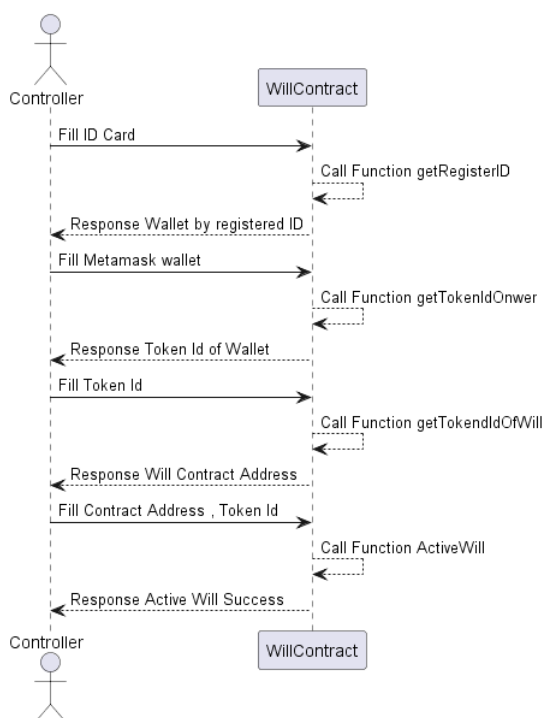 Controller
WillContract
Fill ID Card
Call Function getRegisterID
Response Wallet by registered ID
Fill Metamask wallet
Call Function getTokenIdOnwer
Response Token Id of Wallet
Fill Token Id
Call Function getTokendIdOfWill
Response Will Contract Address
Fill Contract Address , Token Id
Call Function ActiveWill
Response Active Will Success
Controller
WillContract